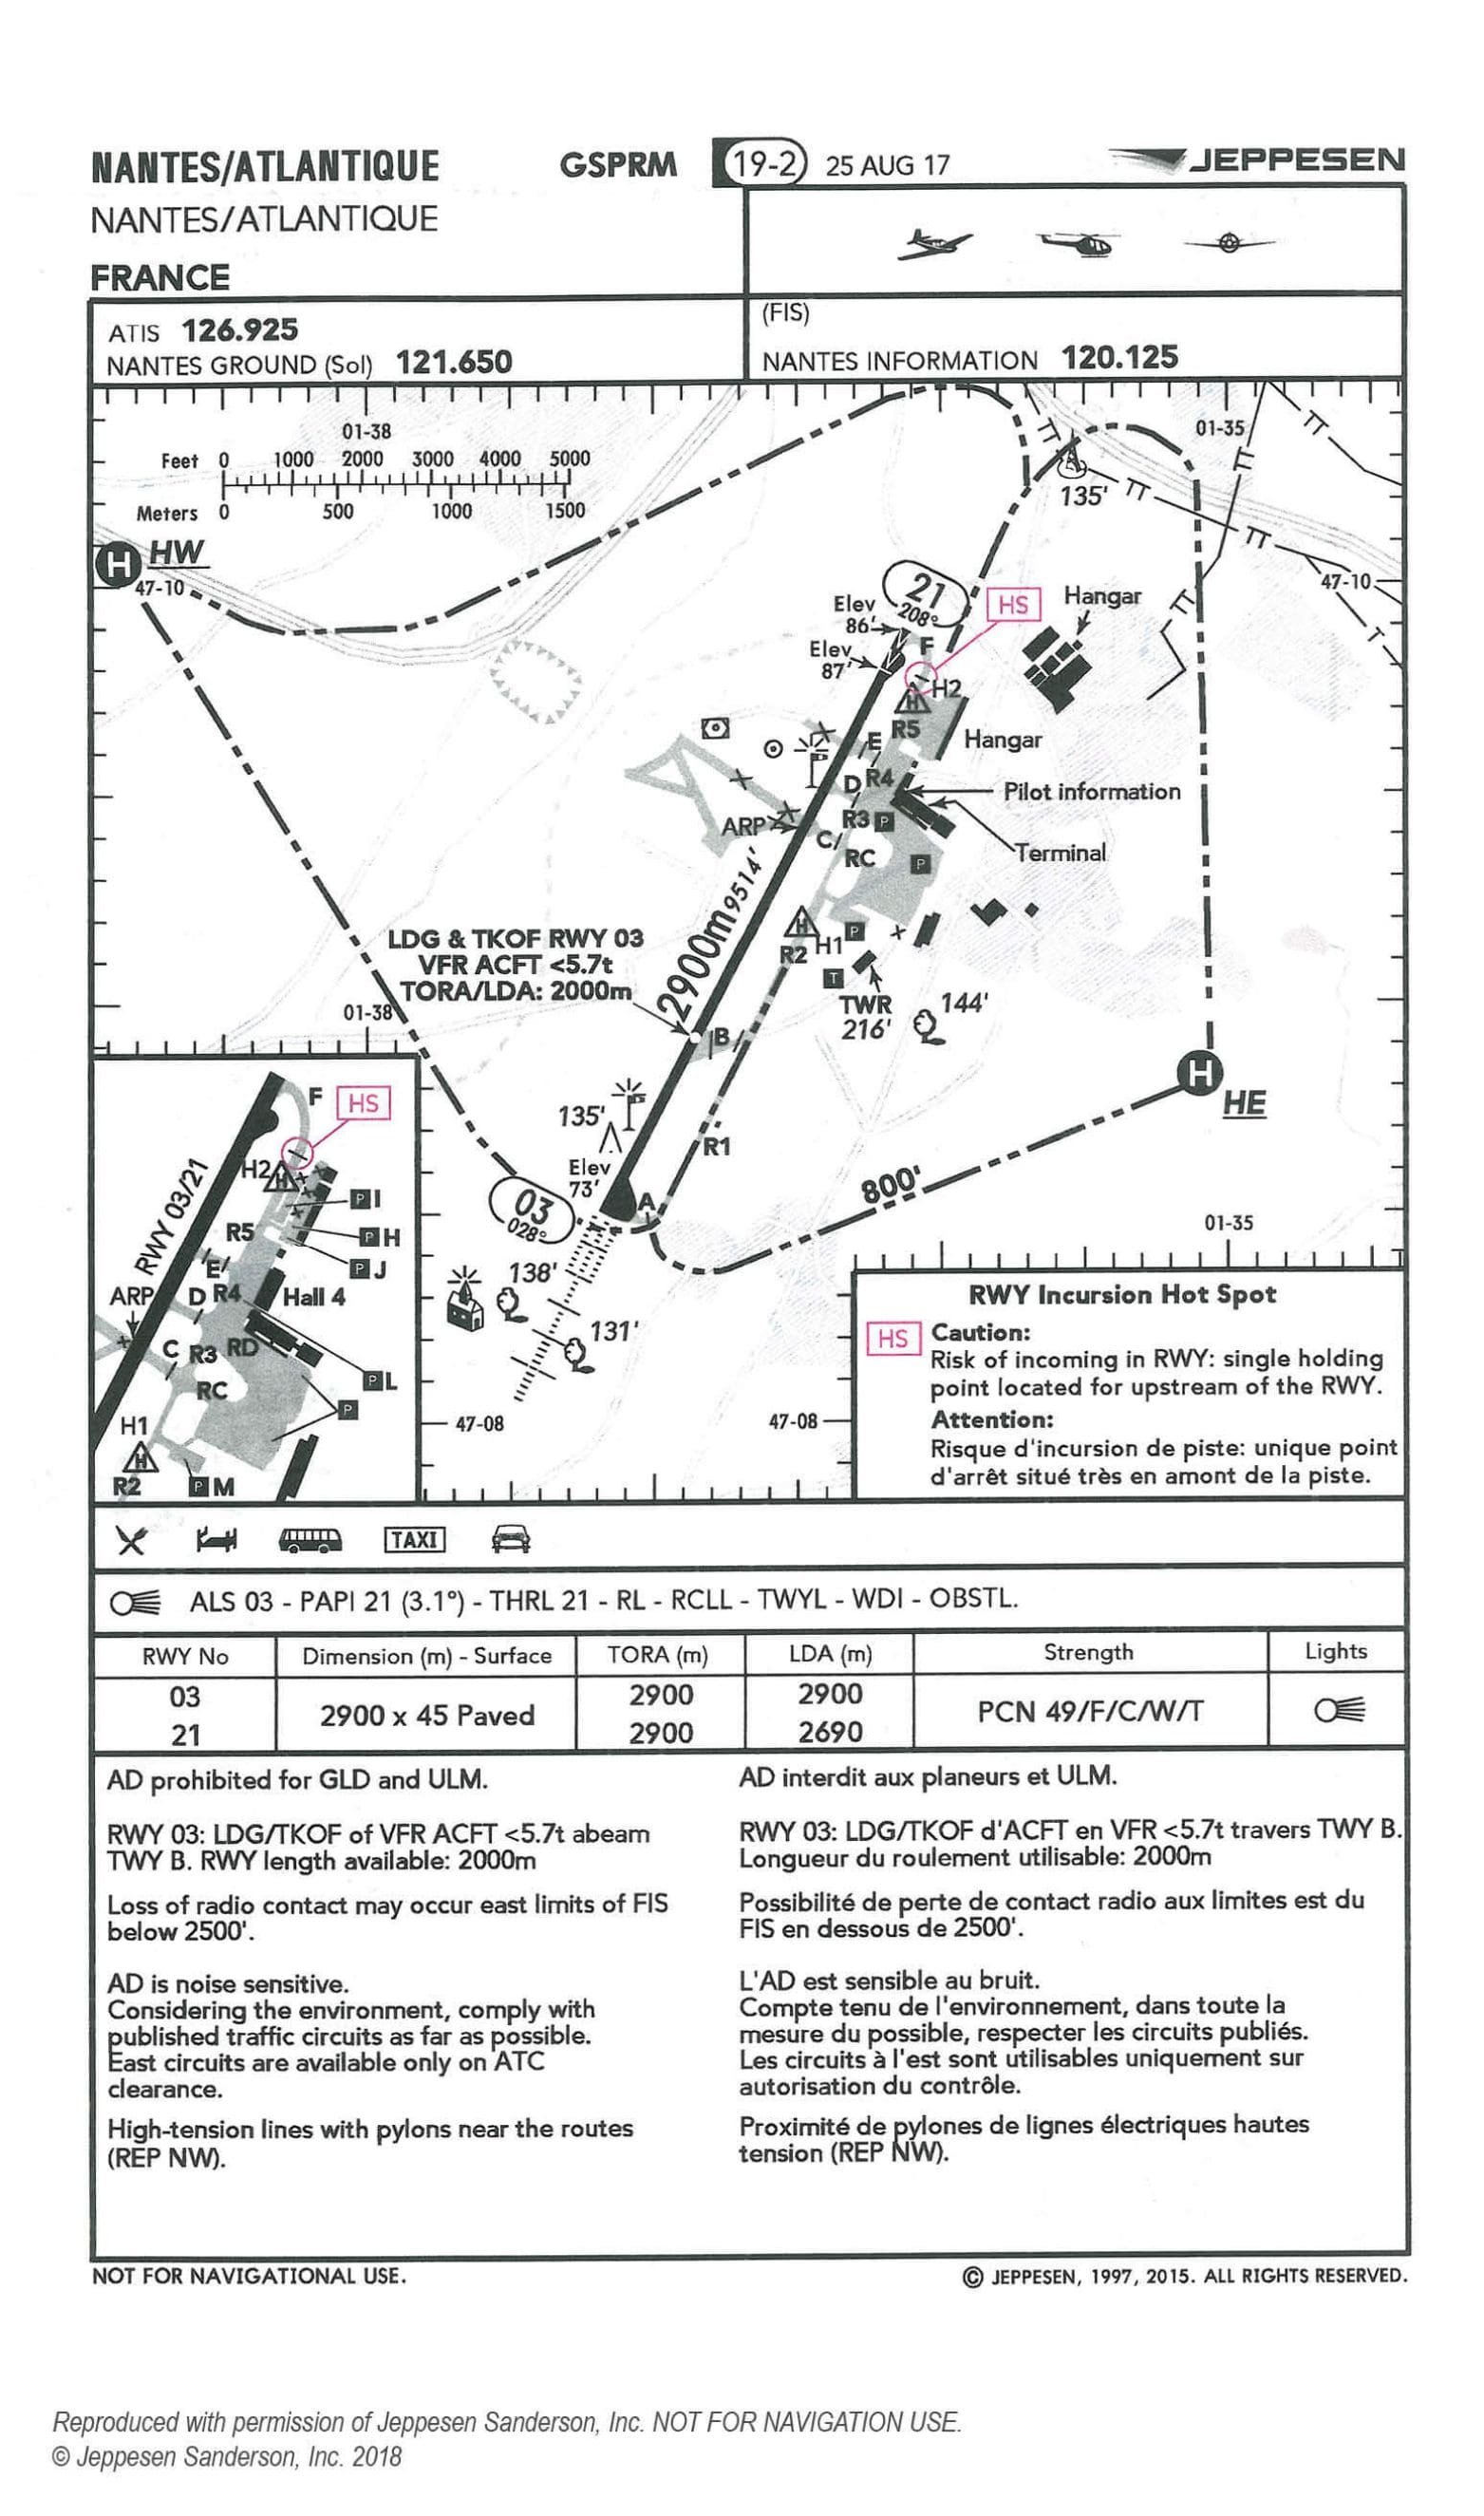 NANTES/ATLANTIQUE GSPRM 19-2 25 AUG 17 JEPPESEN
NANTES/ATLANTIQUE
FRANCE
ATIS 126.925
NANTES GROUND (Sol) 121.650
(FIS)
NANTES INFORMATION 120.125
01-38
01-35
Feet 0 1000 2000 3000 4000 5000
Meters 0 500 1000 1500
135'
H HW
47-10
47-10
21
208°
Elev
86'
Elev
87'
F
HS
Hangar
H2
H
R5
Hangar
E
D R4
Pilot information
ARP
R3 P
C
Terminal
RC
P
2900m 9514'
LDG & TKOF RWY 03
VFR ACFT <5.7t
TORA/LDA: 2000m
H
R2 H1
P
T
TWR
216'
144'
01-38
B
H
HE
135'
R1
Elev
73'
A
03
028°
800'
01-35
138'
131'
47-08
47-08
F HS
RWY 03/21
H2 H
P I
R5
P H
E
P J
ARP
D R4
Hall 4
C R3 RD
P L
RC
P
H1
H
R2
P M
RWY Incursion Hot Spot
HS Caution:
Risk of incoming in RWY: single holding
point located for upstream of the RWY.
Attention:
Risque d'incursion de piste: unique point
d'arrêt situé très en amont de la piste.
TAXI
ALS 03 - PAPI 21 (3.1°) - THRL 21 - RL - RCLL - TWYL - WDI - OBSTL.
RWY No Dimension (m) - Surface TORA (m) LDA (m) Strength Lights
03 2900 2900
2900 x 45 Paved PCN 49/F/C/W/T
21 2900 2690
AD prohibited for GLD and ULM.
RWY 03: LDG/TKOF of VFR ACFT <5.7t abeam
TWY B. RWY length available: 2000m
Loss of radio contact may occur east limits of FIS
below 2500'.
AD is noise sensitive.
Considering the environment, comply with
published traffic circuits as far as possible.
East circuits are available only on ATC
clearance.
High-tension lines with pylons near the routes
(REP NW).
AD interdit aux planeurs et ULM.
RWY 03: LDG/TKOF d'ACFT en VFR <5.7t travers TWY B.
Longueur du roulement utilisable: 2000m
Possibilité de perte de contact radio aux limites est du
FIS en dessous de 2500'.
L'AD est sensible au bruit.
Compte tenu de l'environnement, dans toute la
mesure du possible, respecter les circuits publiés.
Les circuits à l'est sont utilisables uniquement sur
autorisation du contrôle.
Proximité de pylones de lignes électriques hautes
tension (REP NW).
NOT FOR NAVIGATIONAL USE.
© JEPPESEN, 1997, 2015. ALL RIGHTS RESERVED.
Reproduced with permission of Jeppesen Sanderson, Inc. NOT FOR NAVIGATION USE.
© Jeppesen Sanderson, Inc. 2018